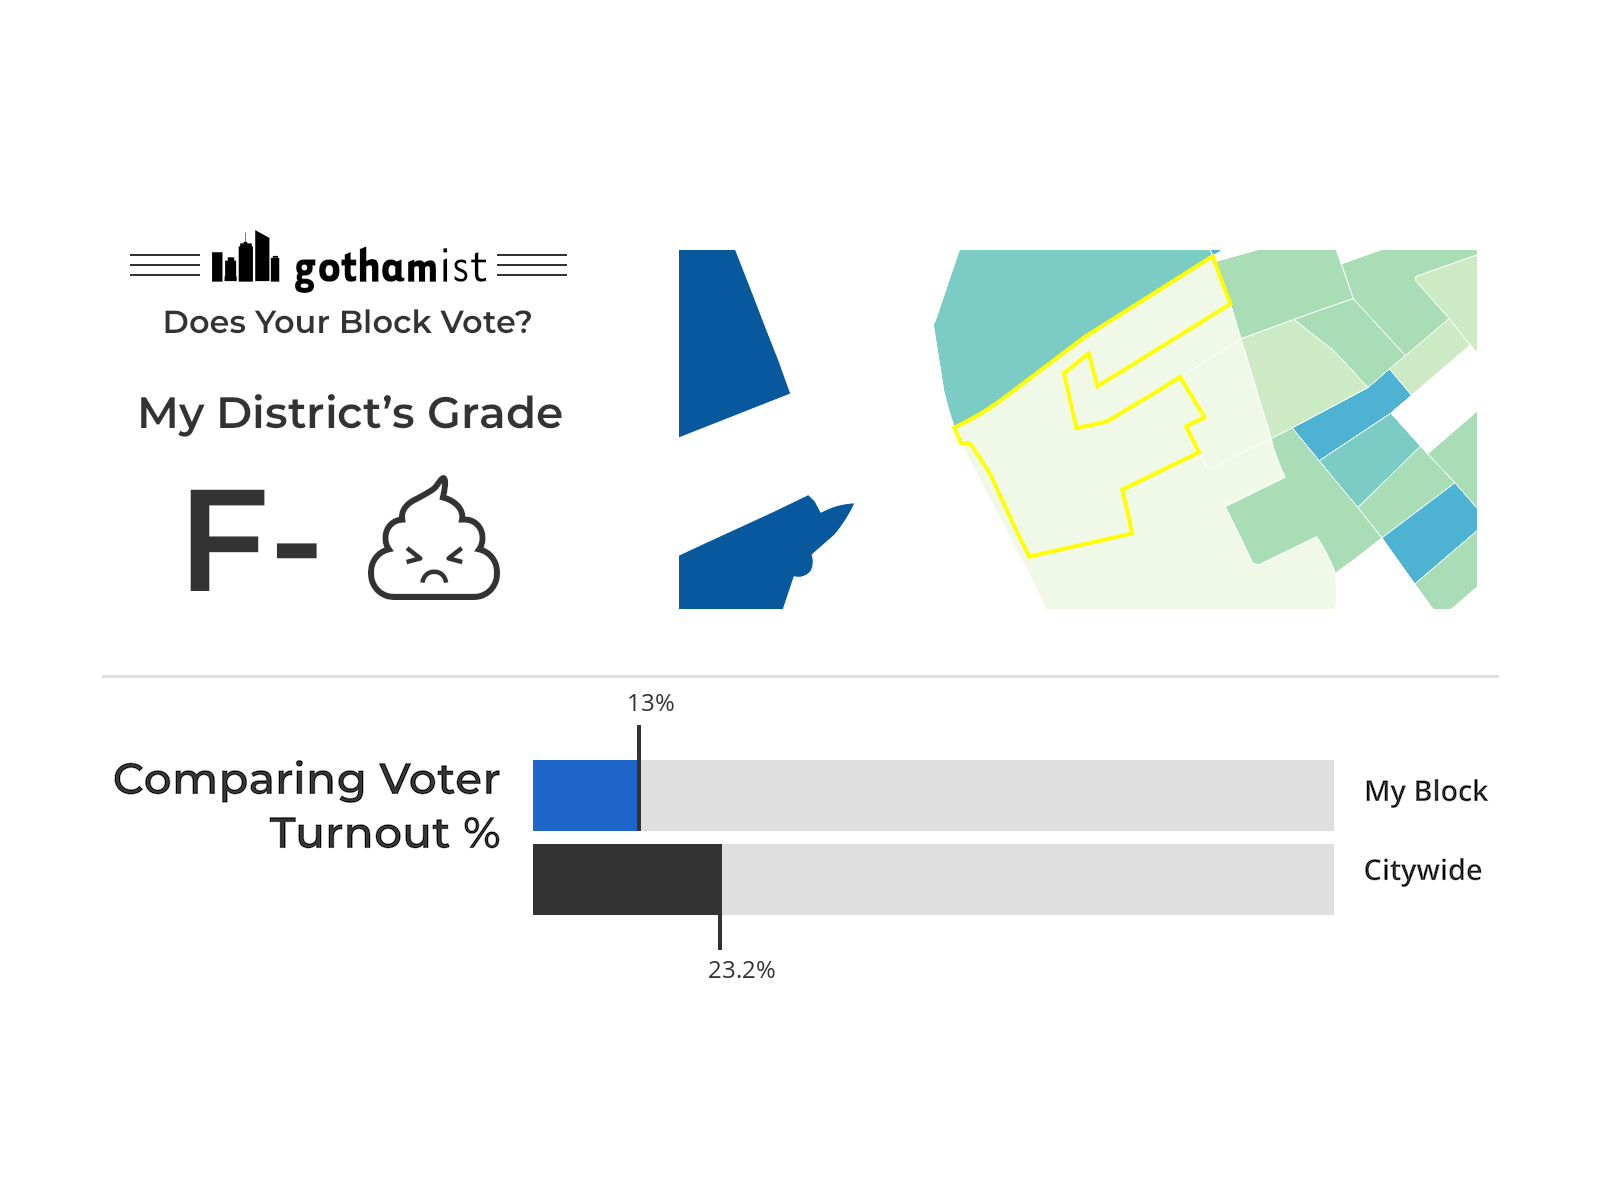 gothamist
Does Your Block Vote?
My District’s Grade
F-
13%
Comparing Voter
Turnout %
My Block
Citywide
23.2%